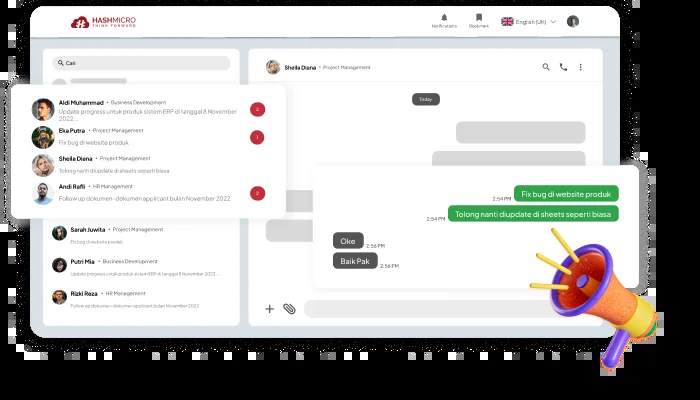 HASHMICRO
THINK FORWARD
Notifications
Bookmark
English (UK)
Cari
Aldi Muhammad • Business Development
Update progress untuk produk sistem ERP di tanggal 8 November
2022...
2
Eka Putra • Project Management
Fix bug di website produk
1
Sheila Diana • Project Management
Tolong nanti diupdate di sheets seperti biasa
Andi Rafli • HR Management
Follow up dokumen-dokumen applicant bulan November 2022
2
Sarah Juwita • Project Management
Fix bug di website produk
Putri Mia • Business Development
Update progress untuk produk sistem ERP di tanggal 8 November 2022...
Rizki Reza • HR Management
Follow up dokumen-dokumen applicant bulan November 2022
Sheila Diana • Project Management
Today
2:54 PM Fix bug di website produk
2:54 PM Tolong nanti diupdate di sheets seperti biasa
Oke 2:56 PM
Baik Pak 2:56 PM